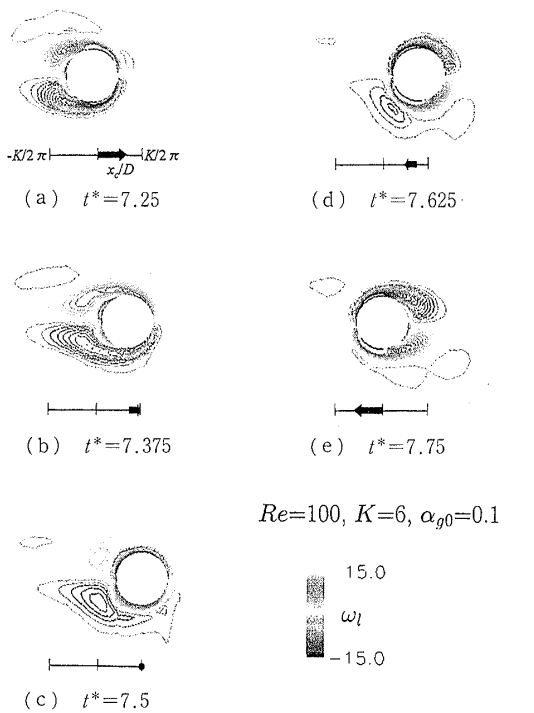 -K/2 π K/2 π
x_c/D
(a) t*=7.25
(d) t*=7.625
(b) t*=7.375
(e) t*=7.75
Re=100, K=6, α_g0=0.1
15.0
ω_l
-15.0
(c) t*=7.5